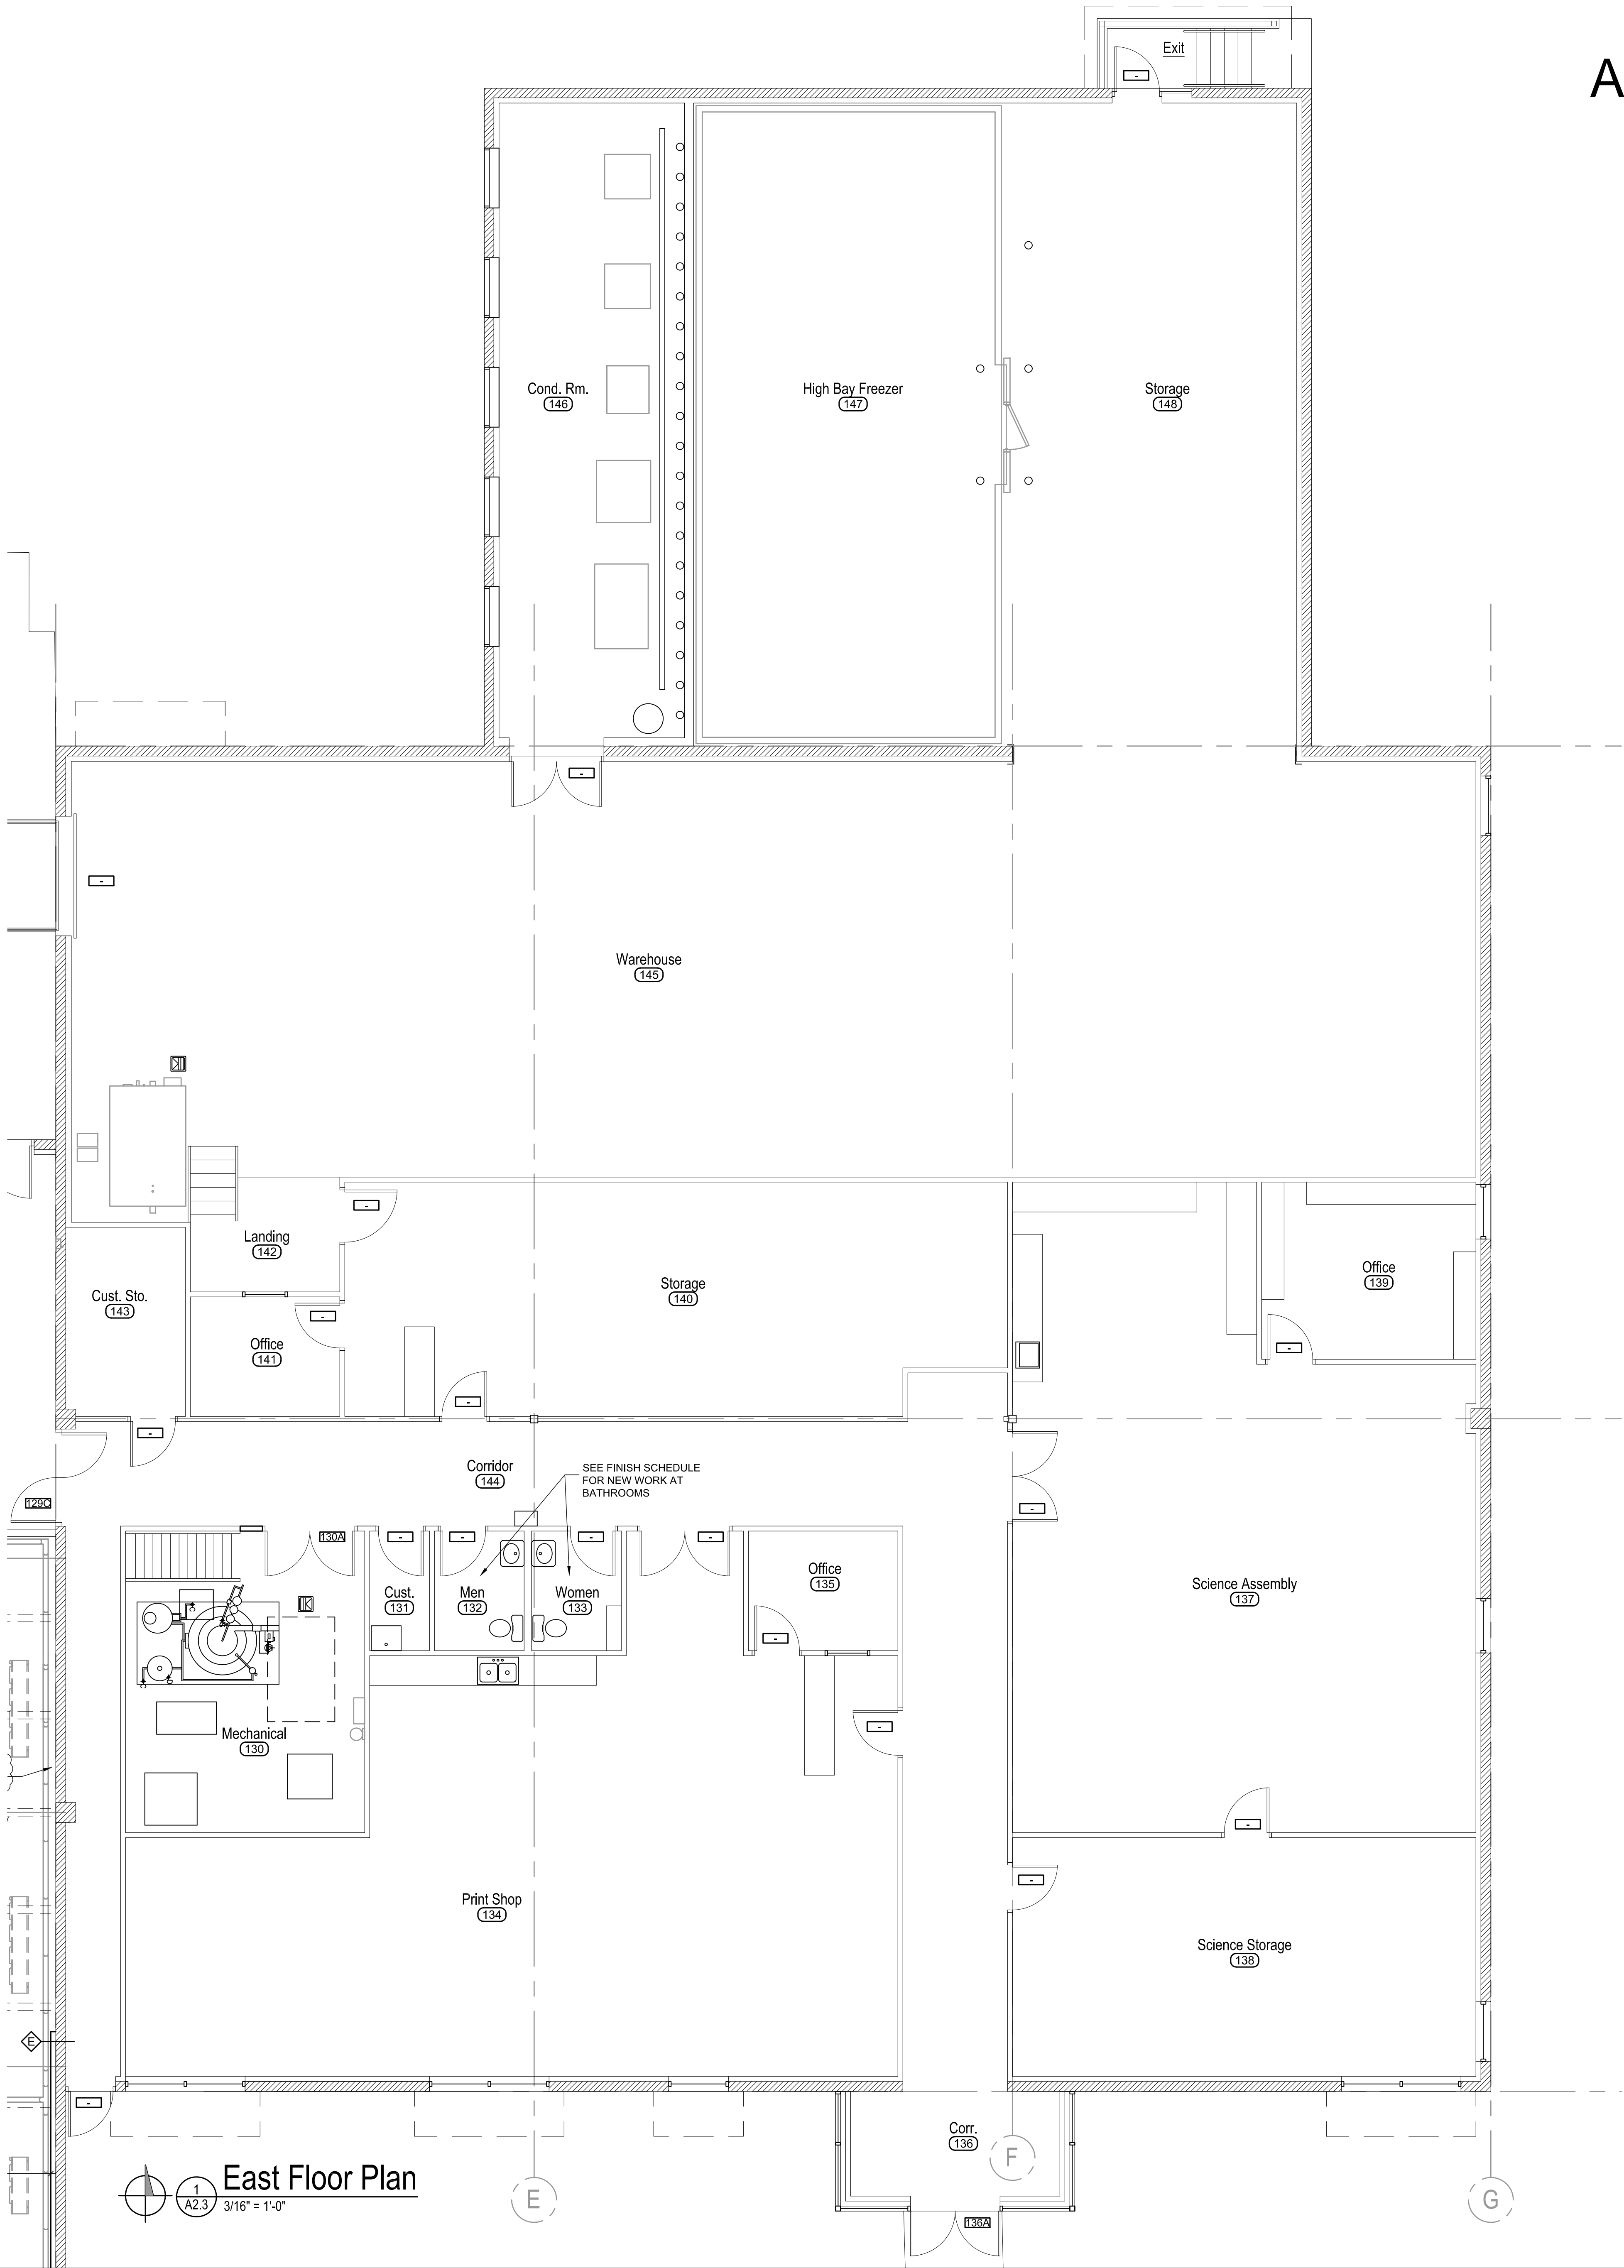 Exit
A
Cond. Rm.
146
High Bay Freezer
147
Storage
148
-
-
-
Warehouse
145
Landing
142
-
Cust. Sto.
143
Office
141
-
Storage
140
-
Office
139
-
-
Corridor
144
SEE FINISH SCHEDULE
FOR NEW WORK AT
BATHROOMS
129C
-
130A
-
-
-
-
Cust.
131
Men
132
Women
133
Office
135
-
Science Assembly
137
Mechanical
130
-
-
-
Print Shop
134
Science Storage
138
E
-
Corr.
136
136A
1
A2.3
East Floor Plan
3/16" = 1'-0"
E
F
G